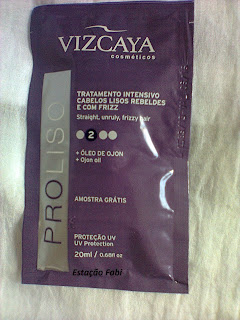 VIZCAYA
cosméticos
TRATAMENTO INTENSIVO
CABELOS LISOS REBELDES
E COM FRIZZ
Straight, unruly, frizzy hair
2
+ ÓLEO DE OJON
+ Ojon oil
PROLISO
AMOSTRA GRÁTIS
PROTEÇÃO UV
UV Protection
20ml / 0.68fl oz
Estação Fabí